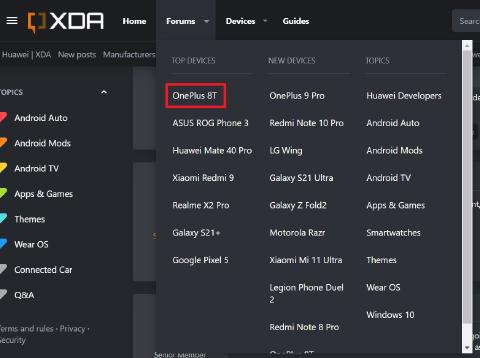 XDA Home Forums Devices Guides Search
Huawei | XDA New posts Manufacturers
TOP DEVICES
OnePlus 8T
ASUS ROG Phone 3
Huawei Mate 40 Pro
Xiaomi Redmi 9
Realme X2 Pro
Galaxy S21+
Google Pixel 5
NEW DEVICES
OnePlus 9 Pro
Redmi Note 10 Pro
LG Wing
Galaxy S21 Ultra
Galaxy Z Fold2
Motorola Razr
Xiaomi Mi 11 Ultra
Legion Phone Duel
2
Redmi Note 8 Pro
OnePlus 8T
TOPICS
Huawei Developers
Android Auto
Android Mods
Android TV
Apps & Games
Smartwatches
Themes
Wear OS
Windows 10
TOPICS
Android Auto
Android Mods
Android TV
Apps & Games
Themes
Wear OS
Connected Car
Q&A
Terms and rules · Privacy ·
Security
Senior Member